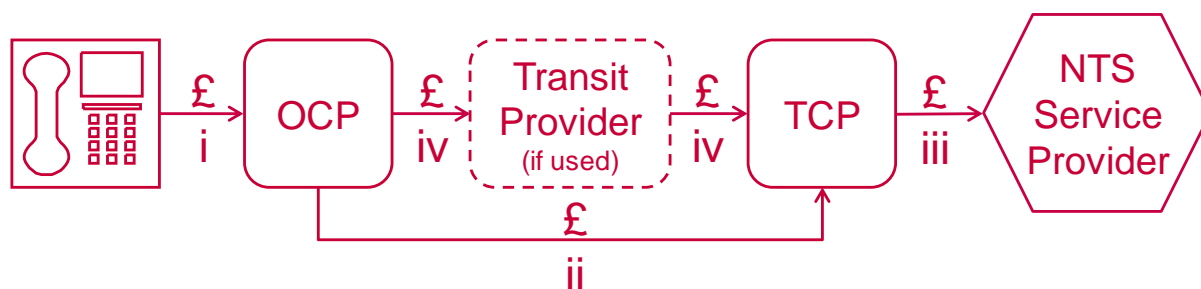 £
i
OCP
£
iv
Transit
Provider
(if used)
£
iv
TCP
£
iii
NTS
Service
Provider
£
ii